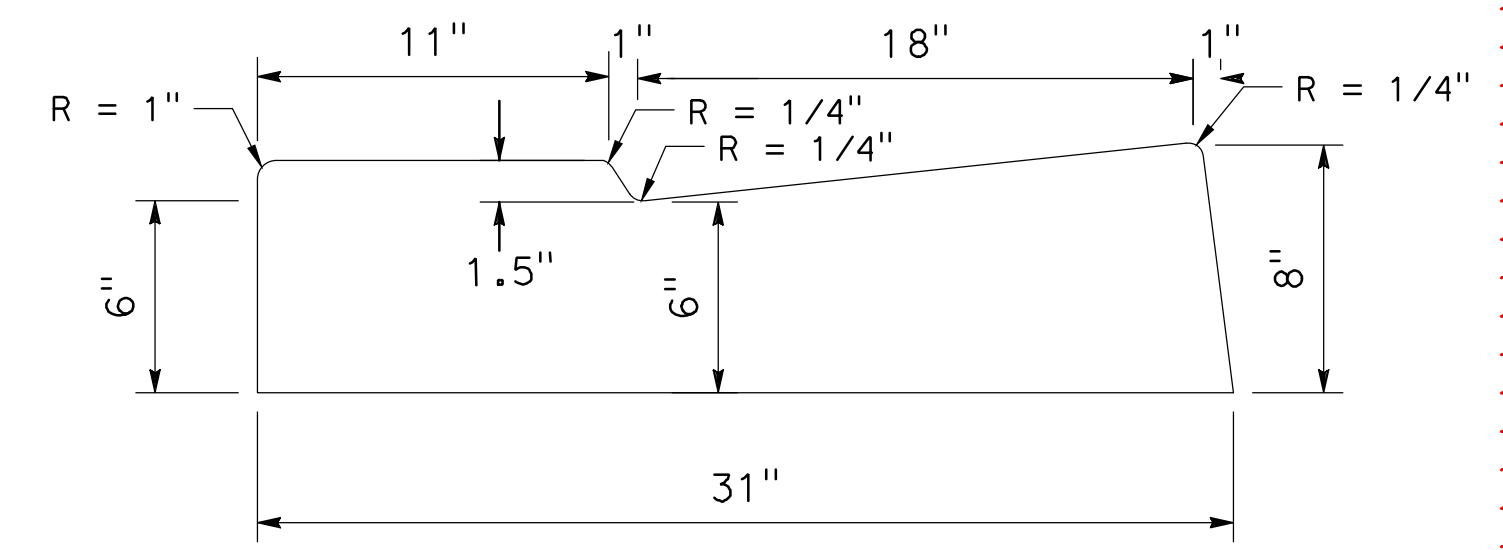 11"
1"
18"
1"
R = 1"
R = 1/4"
R = 1/4"
R = 1/4"
1.5"
6"
6"
8"
31"